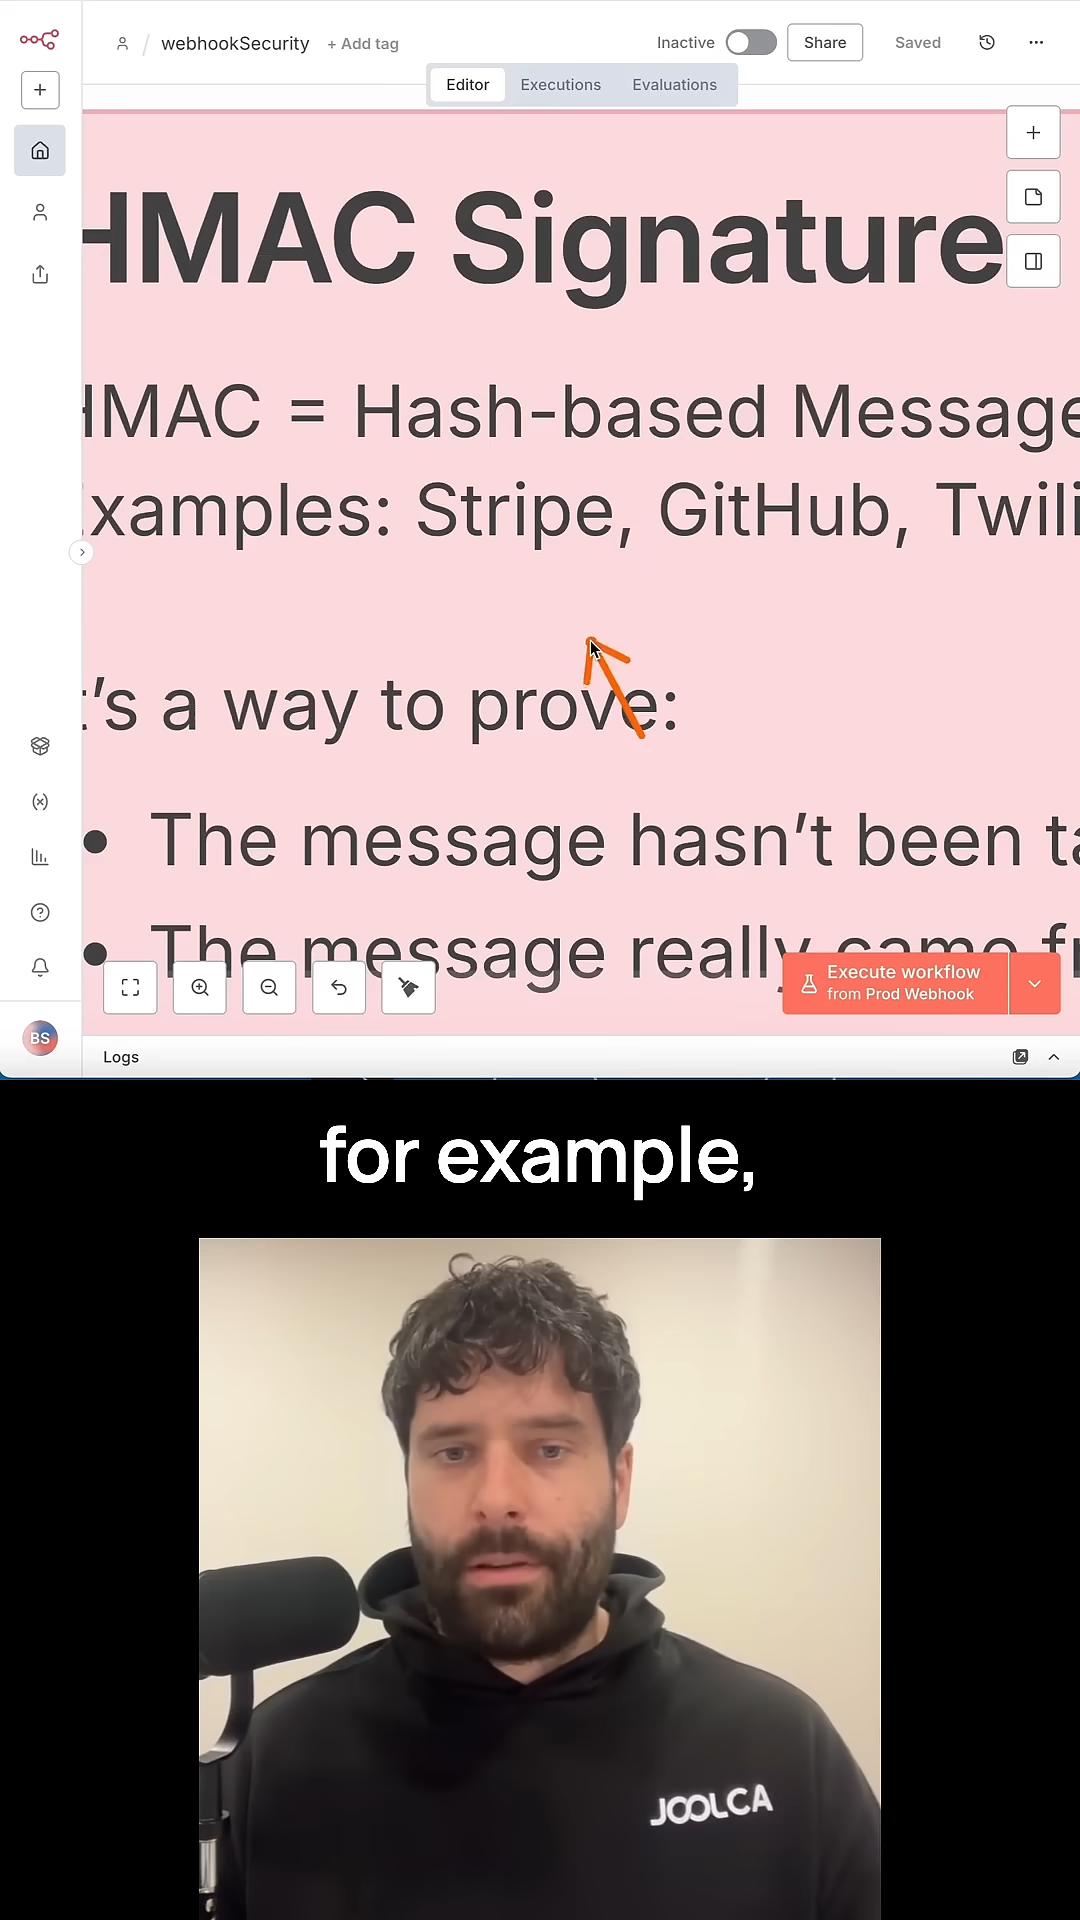 webhookSecurity
+ Add tag
Inactive
Share
Saved
Editor
Executions
Evaluations
HMAC Signature
HMAC = Hash-based Message
Examples: Stripe, GitHub, Twili
t's a way to prove:
• The message hasn't been ta
• The message really came fr
Execute workflow
from Prod Webhook
BS
Logs
for example,
JOOLCA